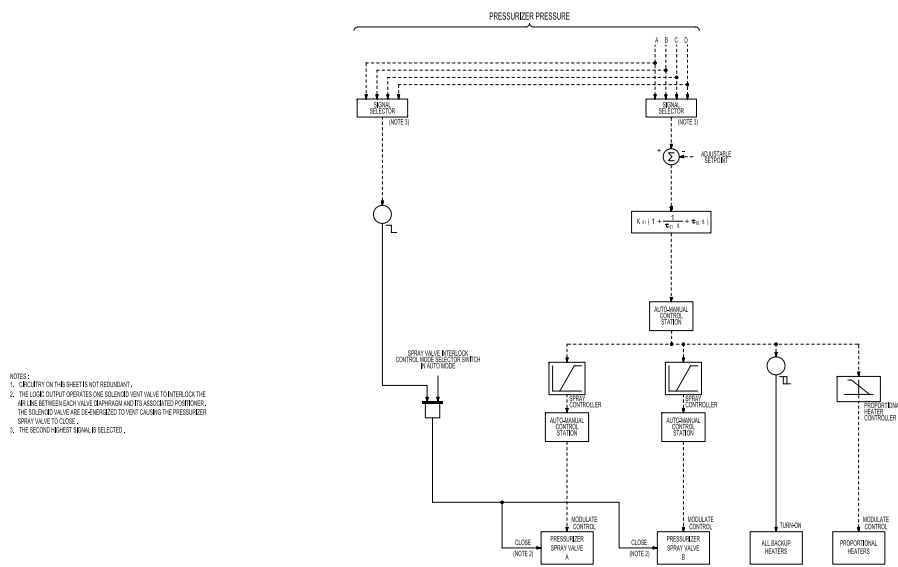 PRESSURIZER PRESSURE
A B C D
SIGNAL
SELECTOR
(NOTE 3)
SIGNAL
SELECTOR
(NOTE 3)
+
Σ
-
ADJUSTABLE
SETPOINT
K 01 ( 1 + 1 / τ01 s + τ02 s )
AUTO-MANUAL
CONTROL
STATION
SPRAY VALVE INTERLOCK
CONTROL MODE SELECTOR SWITCH
IN AUTO MODE
SPRAY
CONTROLLER
SPRAY
CONTROLLER
PROPORTIONA
HEATER
CONTROLLER
AUTO-MANUAL
CONTROL
STATION
AUTO-MANUAL
CONTROL
STATION
NOTES :
1. CIRCUITRY ON THIS SHEET IS NOT REDUNDANT .
2. THE LOGIC OUTPUT OPERATES ONE SOLENOID VENT VALVE TO INTERLOCK THE
AIR LINE BETWEEN EACH VALVE DIAPHRAGM AND ITS ASSOCIATED POSITIONER .
THE SOLENOID VALVE ARE DE-ENERGIZED TO VENT CAUSING THE PRESSURIZER
SPRAY VALVE TO CLOSE .
3. THE SECOND HIGHEST SIGNAL IS SELECTED .
MODULATE
CONTROL
MODULATE
CONTROL
TURN-ON
MODULATE
CONTROL
CLOSE
(NOTE 2)
PRESSURIZER
SPRAY VALVE
A
CLOSE
(NOTE 2)
PRESSURIZER
SPRAY VALVE
B
ALL BACKUP
HEATERS
PROPORTIONAL
HEATERS